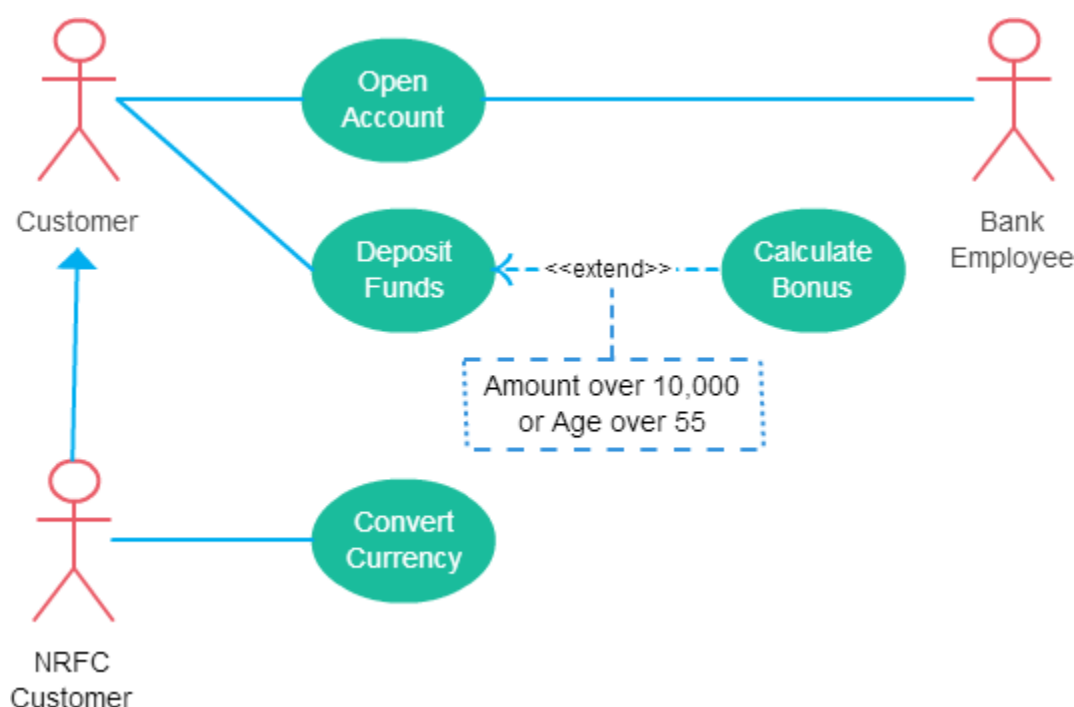 Open
Account
Customer
Bank
Employee
Deposit
Funds
<<extend>>
Calculate
Bonus
Amount over 10,000
or Age over 55
Convert
Currency
NRFC
Customer